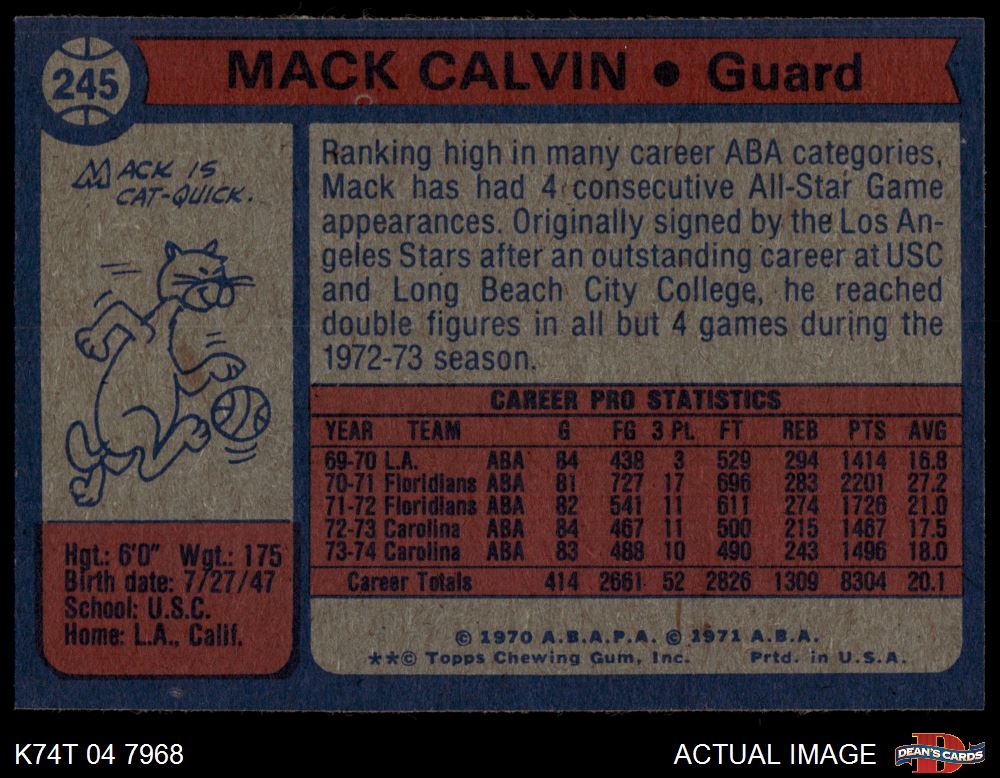 245
MACK CALVIN ● Guard
MACK IS
CAT-QUICK.
Ranking high in many career ABA categories,
Mack has had 4 consecutive All-Star Game
appearances. Originally signed by the Los An-
geles Stars after an outstanding career at USC
and Long Beach City College, he reached
double figures in all but 4 games during the
1972-73 season.
CAREER PRO STATISTICS
YEAR TEAM G FG 3 PL FT REB PTS AVG
69-70 L.A. ABA 84 438 3 529 294 1414 16.8
70-71 Floridians ABA 81 727 17 696 283 2201 27.2
71-72 Floridians ABA 82 541 11 611 274 1726 21.0
72-73 Carolina ABA 84 467 11 500 215 1467 17.5
73-74 Carolina ABA 83 488 10 490 243 1496 18.0
Career Totals 414 2661 52 2826 1309 8304 20.1
Hgt.: 6'0" Wgt.: 175
Birth date: 7/27/47
School: U.S.C.
Home: L.A., Calif.
© 1970 A.B.A.P.A. © 1971 A.B.A.
**© Topps Chewing Gum, Inc. Prtd. in U.S.A.
K74T 04 7968
ACTUAL IMAGE
DEAN'S CARDS